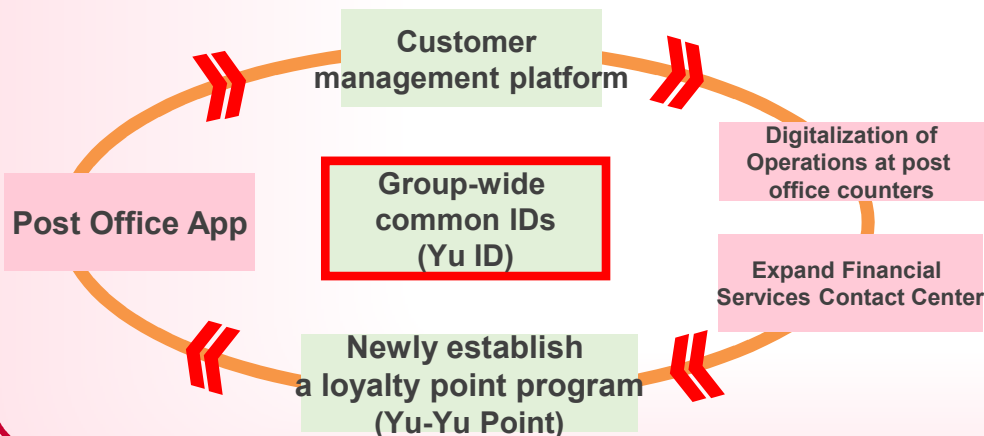 Customer
management platform
Digitalization of
Operations at post
office counters
Group-wide
common IDs
(Yu ID)
Post Office App
Expand Financial
Services Contact Center
Newly establish
a loyalty point program
(Yu-Yu Point)